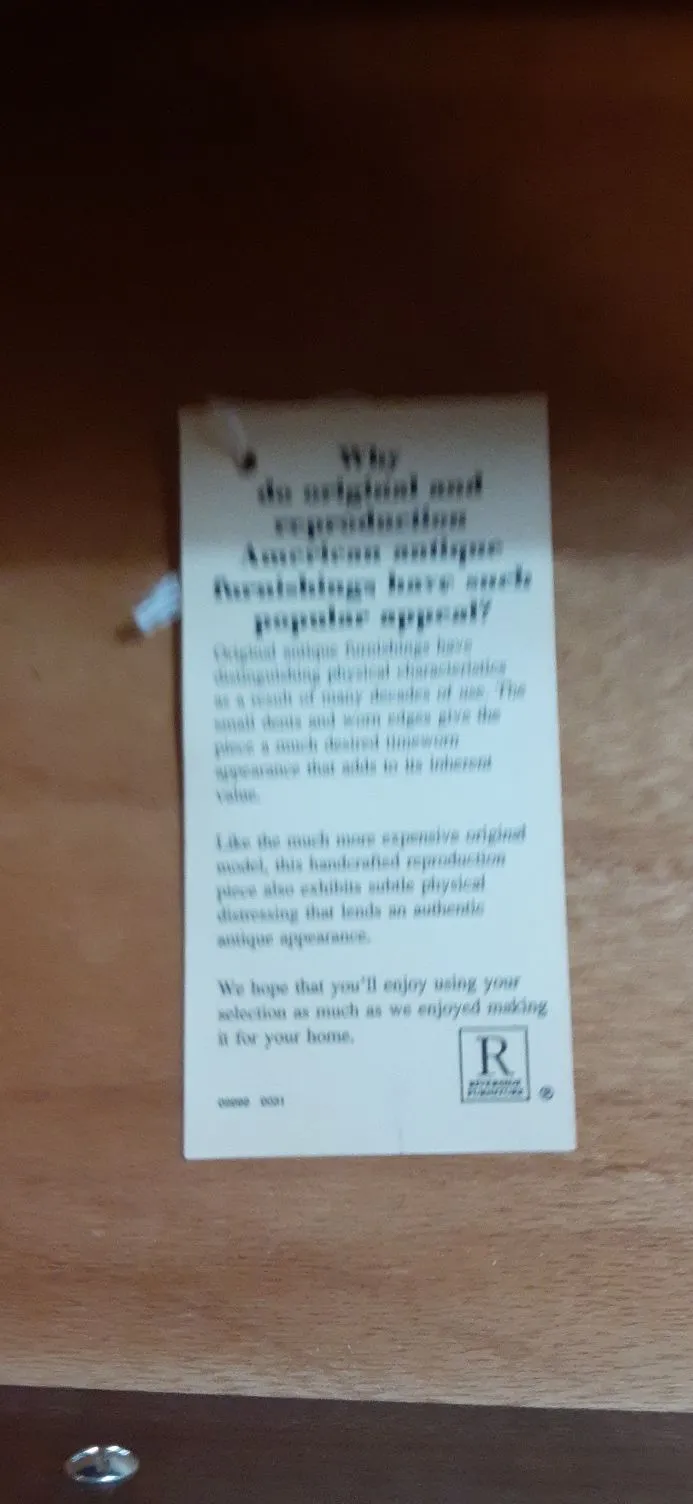 Why
do original and
reproduction
American antique
furnishings have such
popular appeal?
Original antique furnishings have
distinguishing physical characteristics
as a result of many decades of use. The
small dents and worn edges give the
piece a much desired timeworn
appearance that adds to its inherent
value.
Like the much more expensive original
model, this handcrafted reproduction
piece also exhibits subtle physical
distressing that lends an authentic
antique appearance.
We hope that you'll enjoy using your
selection as much as we enjoyed making
it for your home.
R
RIVERSIDE
FURNITURE
®